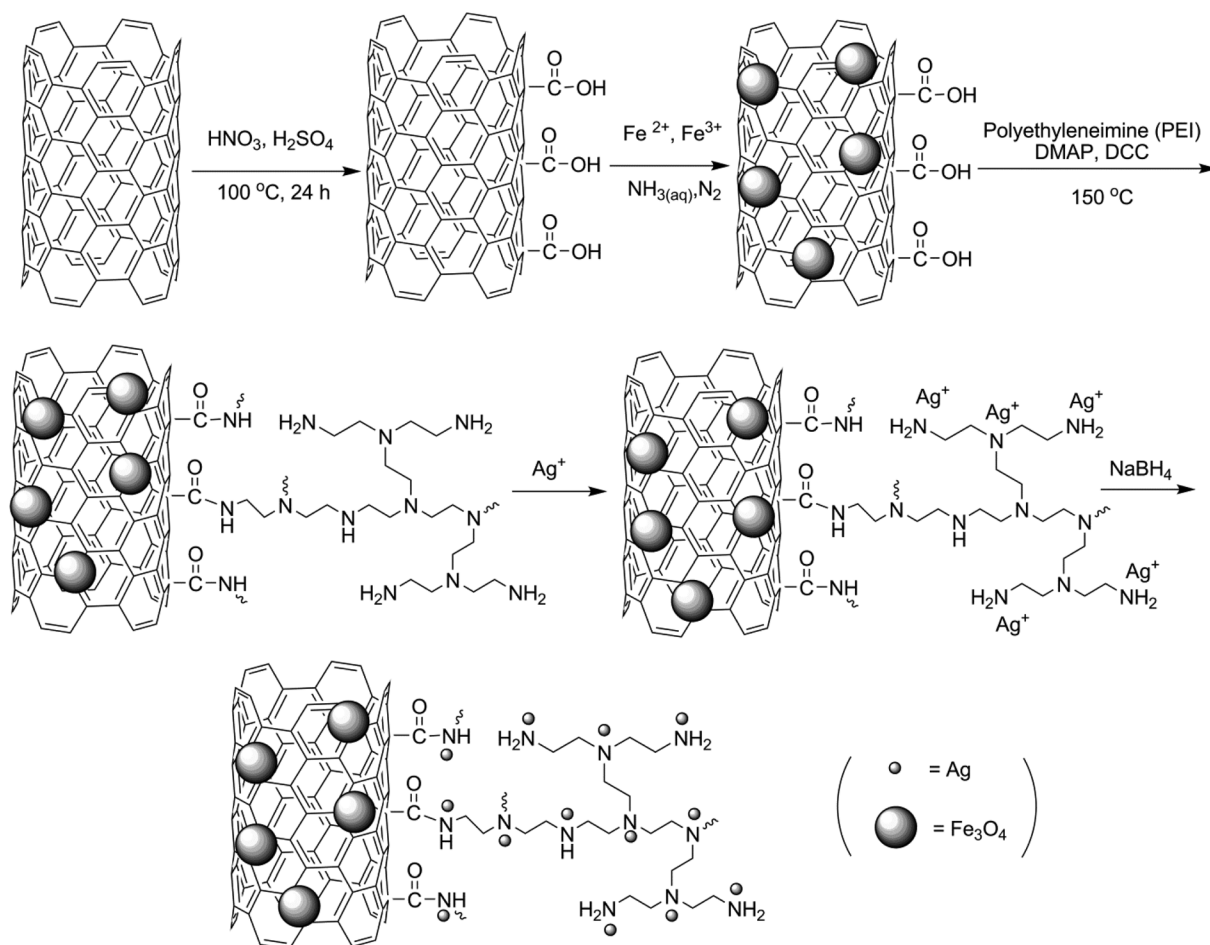 HNO3, H2SO4
100 °C, 24 h
O
C-OH
O
C-OH
O
C-OH
Fe 2+, Fe3+
NH3(aq),N2
O
C-OH
O
C-OH
O
C-OH
Polyethyleneimine (PEI)
DMAP, DCC
150 °C
O
C-NH
O
C-N
H
O
C-NH
H2N
NH2
N
N
N
H
N
N
N
H2N
NH2
Ag+
O
C-NH
O
C-N
H
O
C-NH
Ag+
Ag+
Ag+
H2N
N
NH2
N
N
H
N
N
N
H2N
NH2
Ag+
Ag+
NaBH4
O
C-NH
O
C-N
H
O
C-NH
H2N
N
NH2
N
N
H
N
N
H2N
N
NH2
= Ag
= Fe3O4